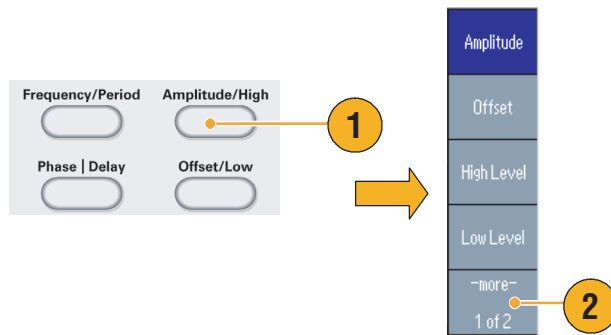 Frequency/Period
Amplitude/High
1
Phase | Delay
Offset/Low
Amplitude
Offset
High Level
Low Level
-more-
1 of 2
2